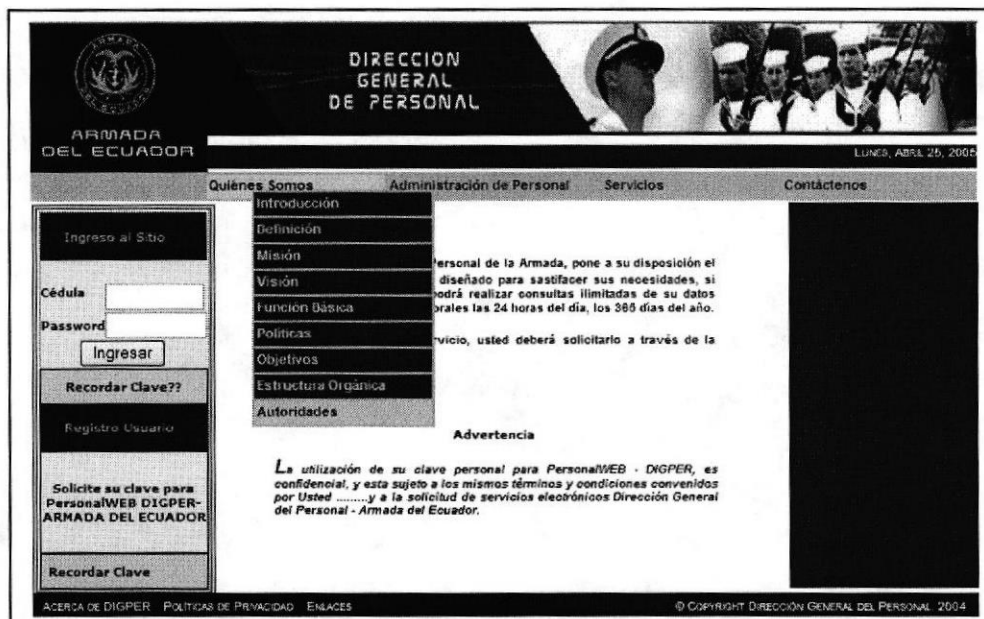 ARMADA DEL ECUADOR
DIRECCION
GENERAL
DE PERSONAL
ARMADA
DEL ECUADOR
LUNES, ABRIL 25, 2005
Quiénes Somos Administración de Personal Servicios Contáctenos
Ingreso al Sitio
Cédula
Password
Ingresar
Recordar Clave??
Registro Usuario
Solicite su clave para
PersonalWEB DIGPER-
ARMADA DEL ECUADOR
Recordar Clave
Introducción
Definición
Misión
Visión
Función Básica
Políticas
Objetivos
Estructura Orgánica
Autoridades
Personal de la Armada, pone a su disposición el
diseñado para sastifacer sus necesidades, si
podrá realizar consultas ilimitadas de su datos
orales las 24 horas del día, los 365 días del año.
rvicio, usted deberá solicitarlo a través de la
Advertencia
La utilización de su clave personal para PersonalWEB - DIGPER, es
confidencial, y esta sujeto a los mismos términos y condiciones convenidos
por Usted .........y a la solicitud de servicios electrónicos Dirección General
del Personal - Armada del Ecuador.
ACERCA DE DIGPER POLÍTICAS DE PRIVACIDAD ENLACES © COPYRIGHT DIRECCIÓN GENERAL DEL PERSONAL 2004